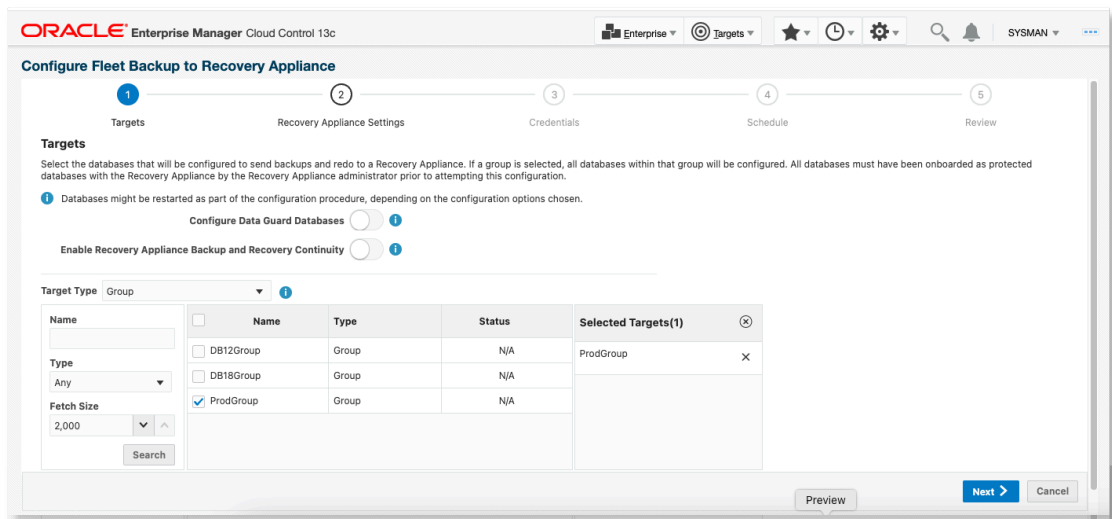 ORACLE® Enterprise Manager Cloud Control 13c
Enterprise
Targets
SYSMAN
Configure Fleet Backup to Recovery Appliance
1
2
3
4
5
Targets
Recovery Appliance Settings
Credentials
Schedule
Review
Targets
Select the databases that will be configured to send backups and redo to a Recovery Appliance. If a group is selected, all databases within that group will be configured. All databases must have been onboarded as protected
databases with the Recovery Appliance by the Recovery Appliance administrator prior to attempting this configuration.
Databases might be restarted as part of the configuration procedure, depending on the configuration options chosen.
Configure Data Guard Databases
Enable Recovery Appliance Backup and Recovery Continuity
Target Type Group
Name
Type
Any
Fetch Size
2,000
Search
Name Type Status
DB12Group Group N/A
DB18Group Group N/A
ProdGroup Group N/A
Selected Targets(1)
ProdGroup
Next
Cancel
Preview